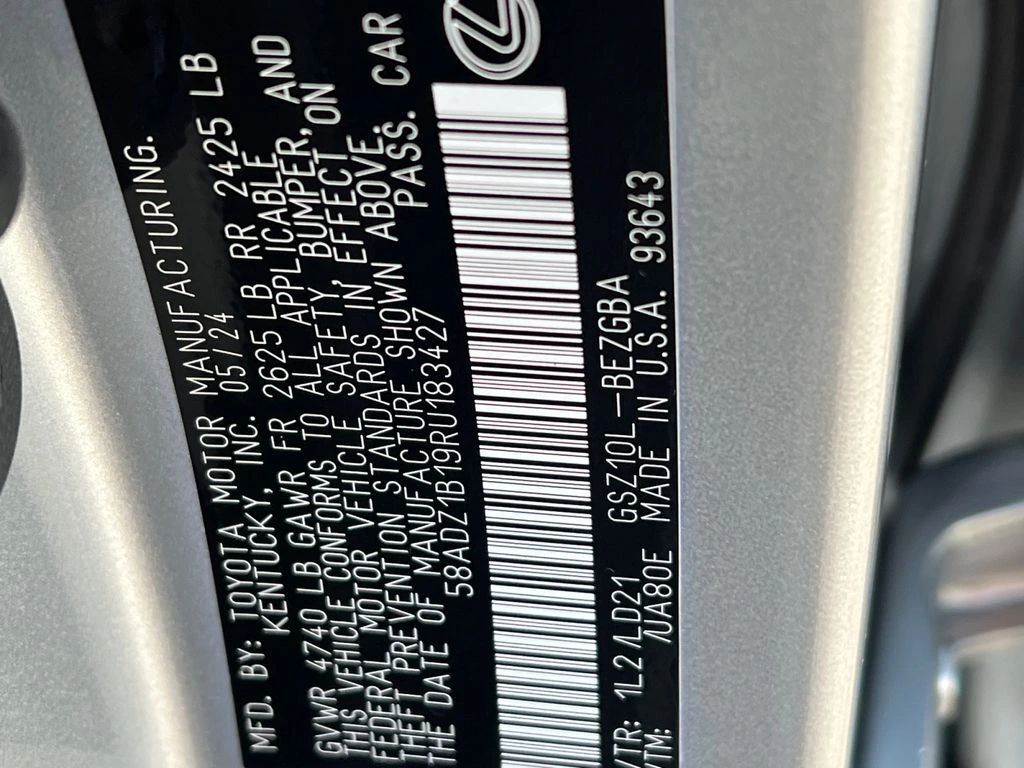 MFD. BY: TOYOTA MOTOR MANUFACTURING.
KENTUCKY, INC. 05/24
GVWR 4740 LB GAWR FR 2625 LB RR 2425 LB
THIS VEHICLE CONFORMS TO ALL APPLICABLE
FEDERAL MOTOR VEHICLE SAFETY, BUMPER, AND
THEFT PREVENTION STANDARDS IN EFFECT ON
THE DATE OF MANUFACTURE SHOWN ABOVE.
58ADZ1B19RU183427 PASS. CAR
/TR: 1L2/LD21 GSZ10L-BEZGBA
/TM: /UA80E MADE IN U.S.A. 93643